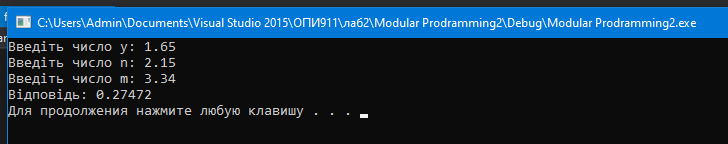 C:\Users\Admin\Documents\Visual Studio 2015\ОПИ911\ла62\Modular Prodramming2\Debug\Modular Prodramming2.exe
Введіть число y: 1.65
Введіть число n: 2.15
Введіть число m: 3.34
Відповідь: 0.27472
Для продолжения нажмите любую клавишу . . .